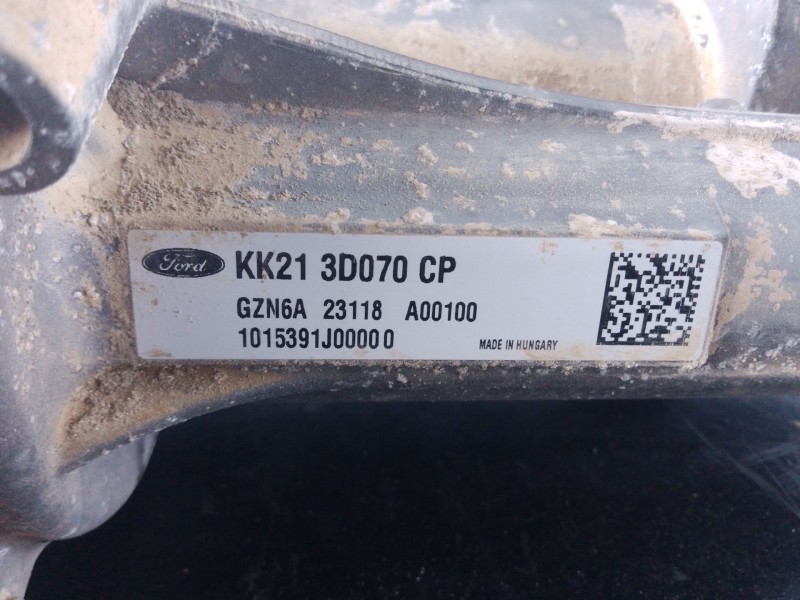 Ford KK21 3D070 CP
GZN6A 23118 A00100
1015391J00000 MADE IN HUNGARY